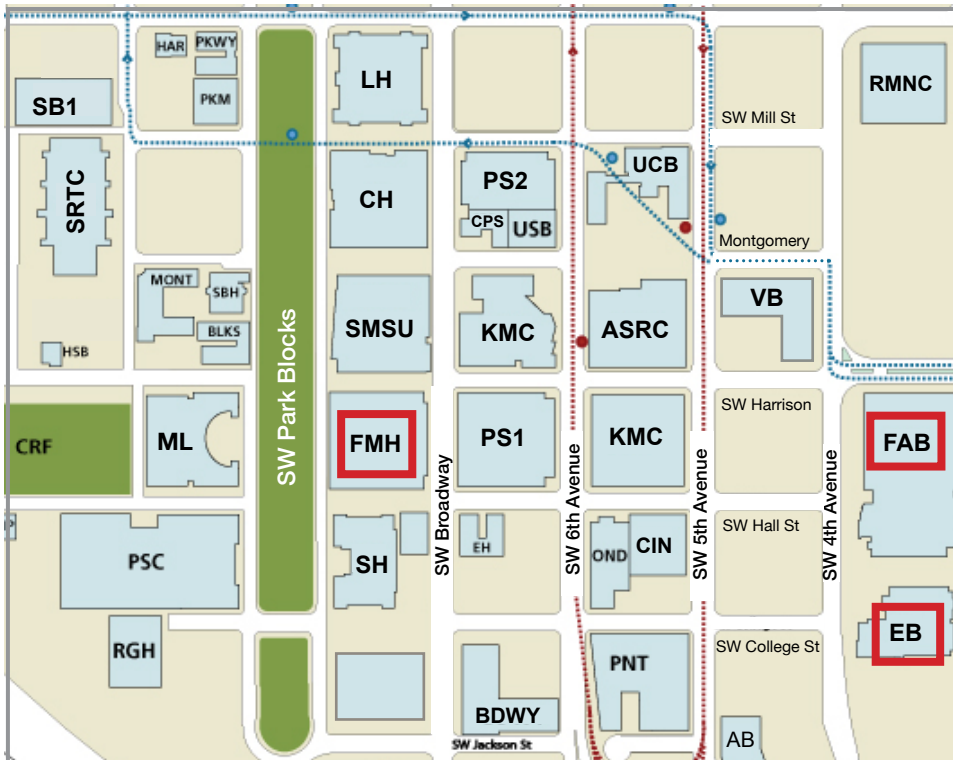 HAR
PKWY
LH
RMNC
SB1
PKM
SW Mill St
SRTC
CH
PS2
UCB
CPS
USB
Montgomery
MONT
SBH
VB
BLKS
SMSU
KMC
ASRC
HSB
SW Park Blocks
SW Harrison
CRF
ML
FMH
PS1
KMC
FAB
SW Broadway
SW 6th Avenue
SW 5th Avenue
SW 4th Avenue
SW Hall St
PSC
SH
EH
OND
CIN
EB
RGH
PNT
SW College St
BDWY
AB
SW Jackson St